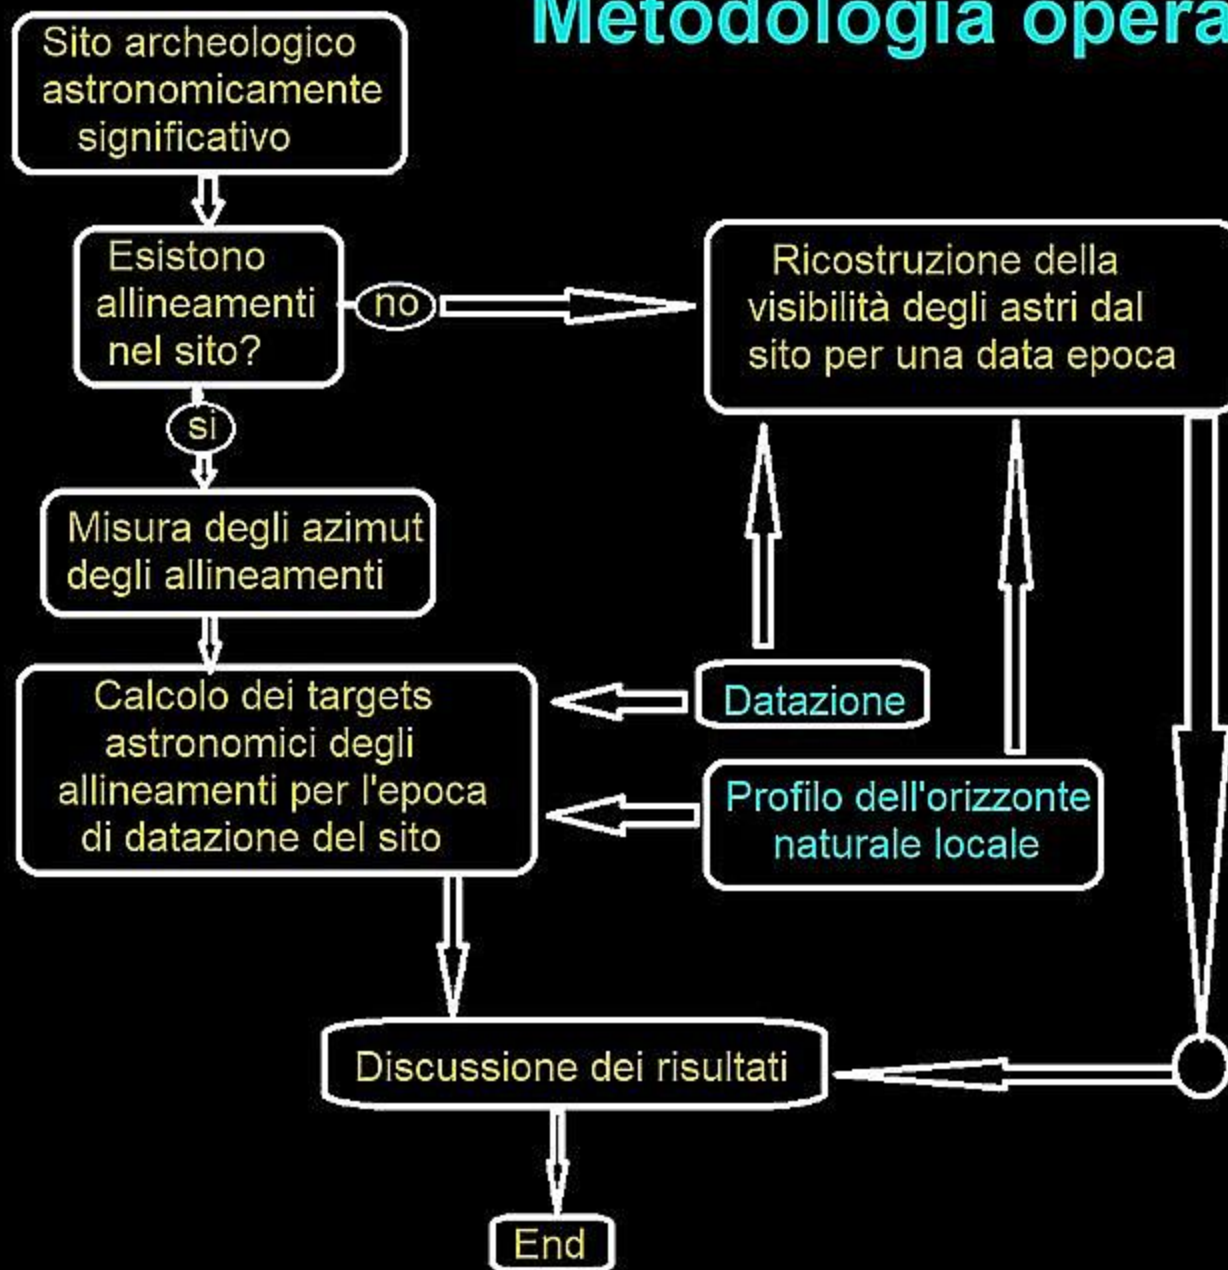 Metodologia opera
Sito archeologico
astronomicamente
significativo
Esistono
allineamenti
nel sito?
no
Ricostruzione della
visibilità degli astri dal
sito per una data epoca
si
Misura degli azimut
degli allineamenti
Calcolo dei targets
astronomici degli
allineamenti per l'epoca
di datazione del sito
Datazione
Profilo dell'orizzonte
naturale locale
Discussione dei risultati
End